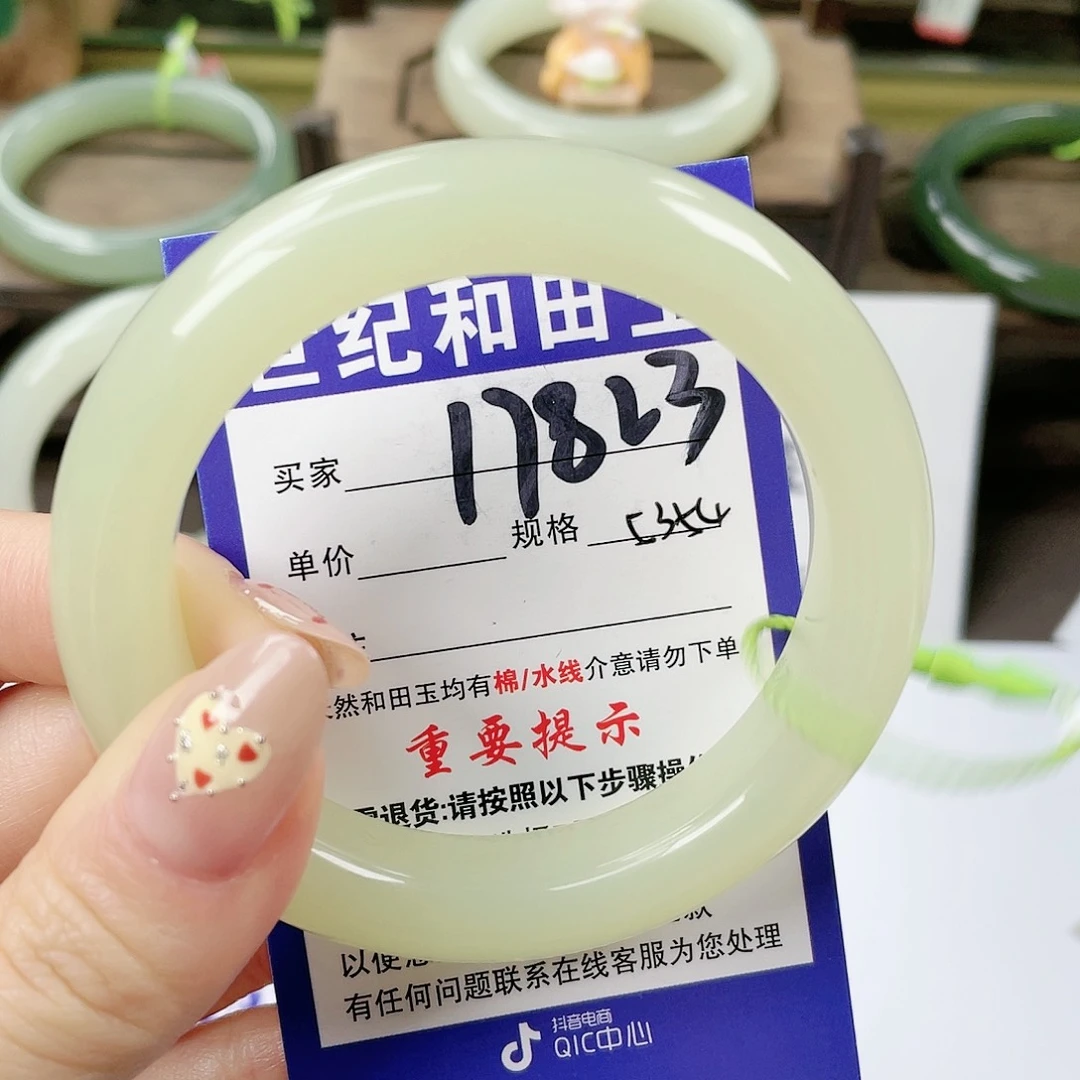 世纪和田玉
买家 17823
单价 规格 5354
然和田玉均有棉/水线介意请勿下单
重要提示
退货:请按照以下步骤操作
以便您
有任何问题联系在线客服为您处理
抖音电商
QIC中心